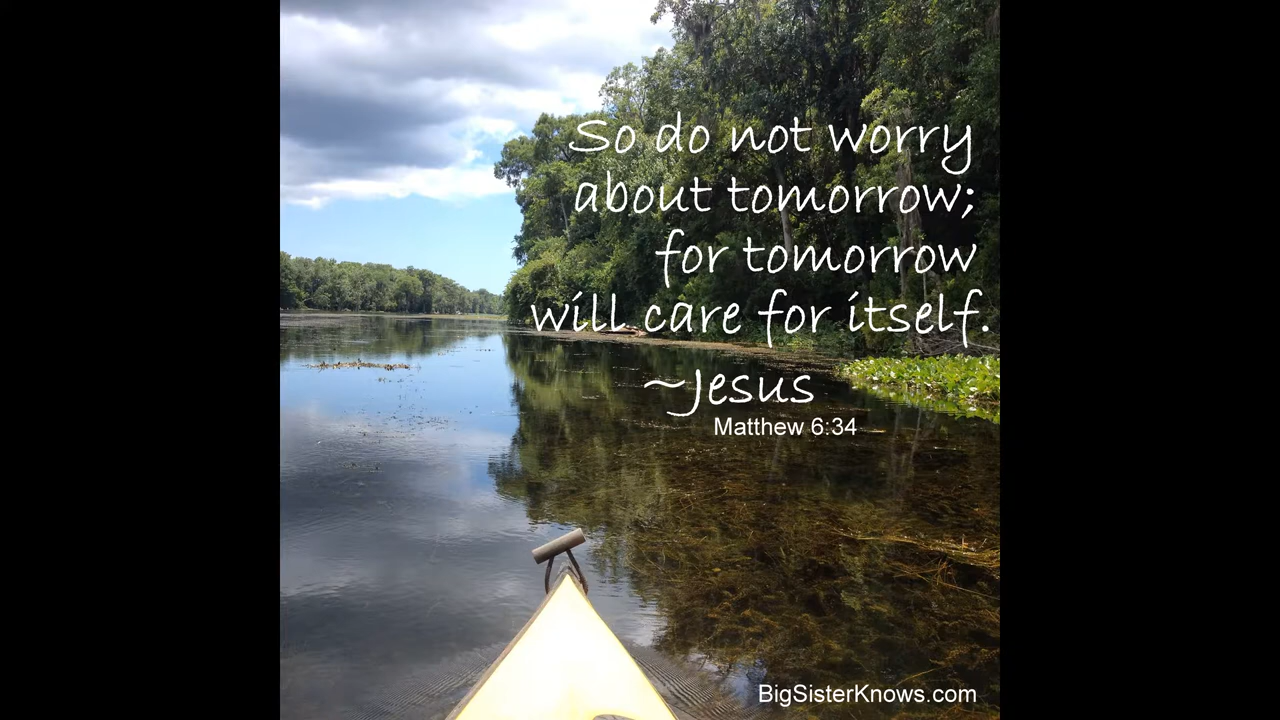 So do not worry
about tomorrow;
for tomorrow
will care for itself.
~Jesus
Matthew 6:34
BigSisterKnows.com